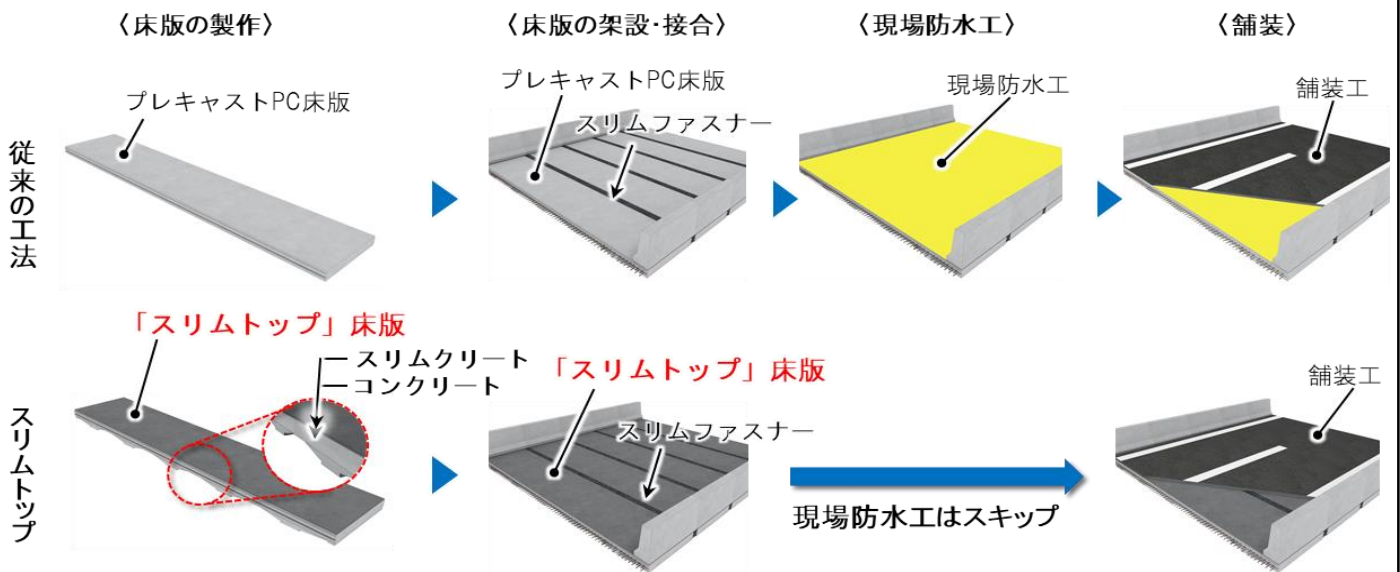 〈床版の製作〉
〈床版の架設・接合〉
〈現場防水工〉
〈舗装〉
従来の工法
プレキャストPC床版
プレキャストPC床版
スリムファスナー
現場防水工
舗装工
スリムトップ
「スリムトップ」床版
スリムクリート
コンクリート
「スリムトップ」床版
スリムファスナー
現場防水工はスキップ
舗装工